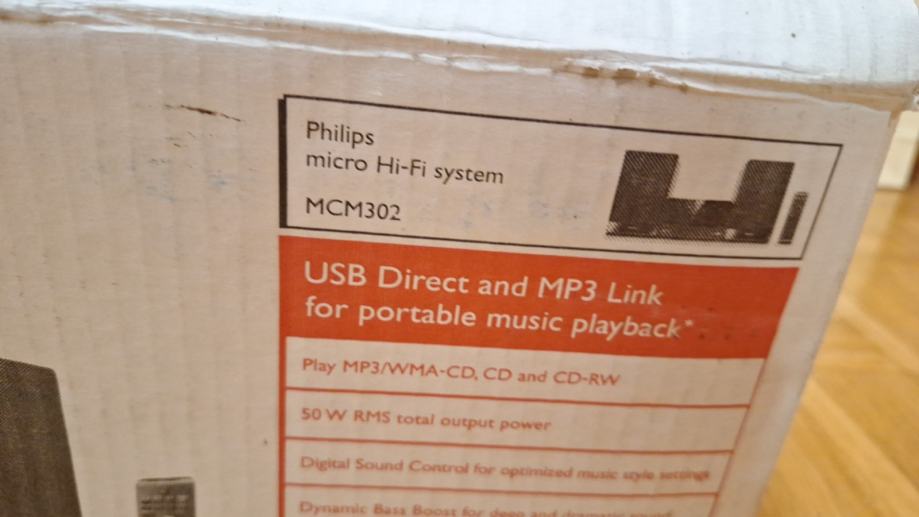 Philips
micro Hi-Fi system
MCM302
USB Direct and MP3 Link
for portable music playback*
Play MP3/WMA-CD, CD and CD-RW
50 W RMS total output power
Digital Sound Control for optimized music style settings
Dynamic Bass Boost for deep and dramatic sound